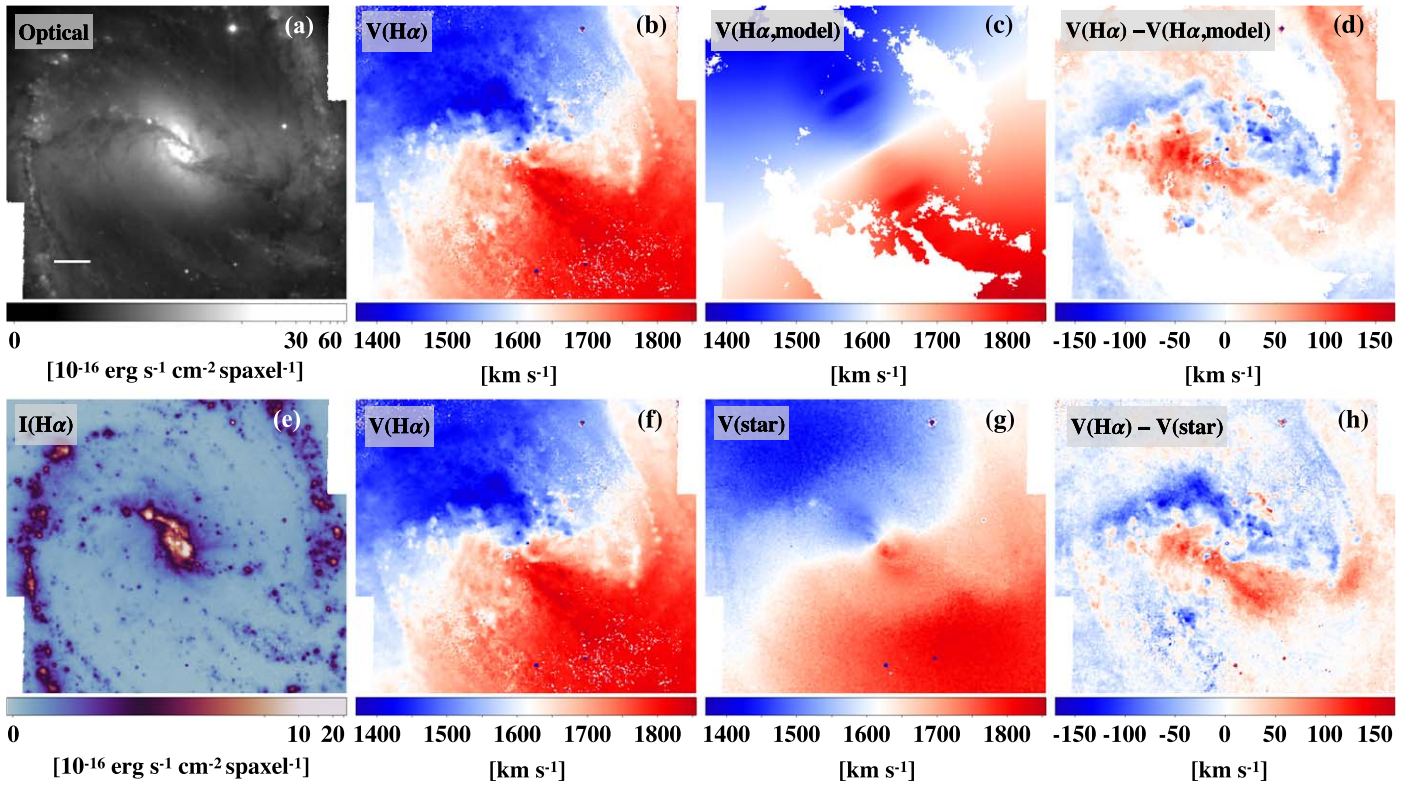 Optical (a)
V(Hα) (b)
V(Hα,model) (c)
V(Hα) −V(Hα,model) (d)
0 30 60
1400 1500 1600 1700 1800
1400 1500 1600 1700 1800
-150 -100 -50 0 50 100 150
[10-16 erg s-1 cm-2 spaxel-1]
[km s-1]
[km s-1]
[km s-1]
I(Hα) (e)
V(Hα) (f)
V(star) (g)
V(Hα) − V(star) (h)
0 10 20
1400 1500 1600 1700 1800
1400 1500 1600 1700 1800
-150 -100 -50 0 50 100 150
[10-16 erg s-1 cm-2 spaxel-1]
[km s-1]
[km s-1]
[km s-1]